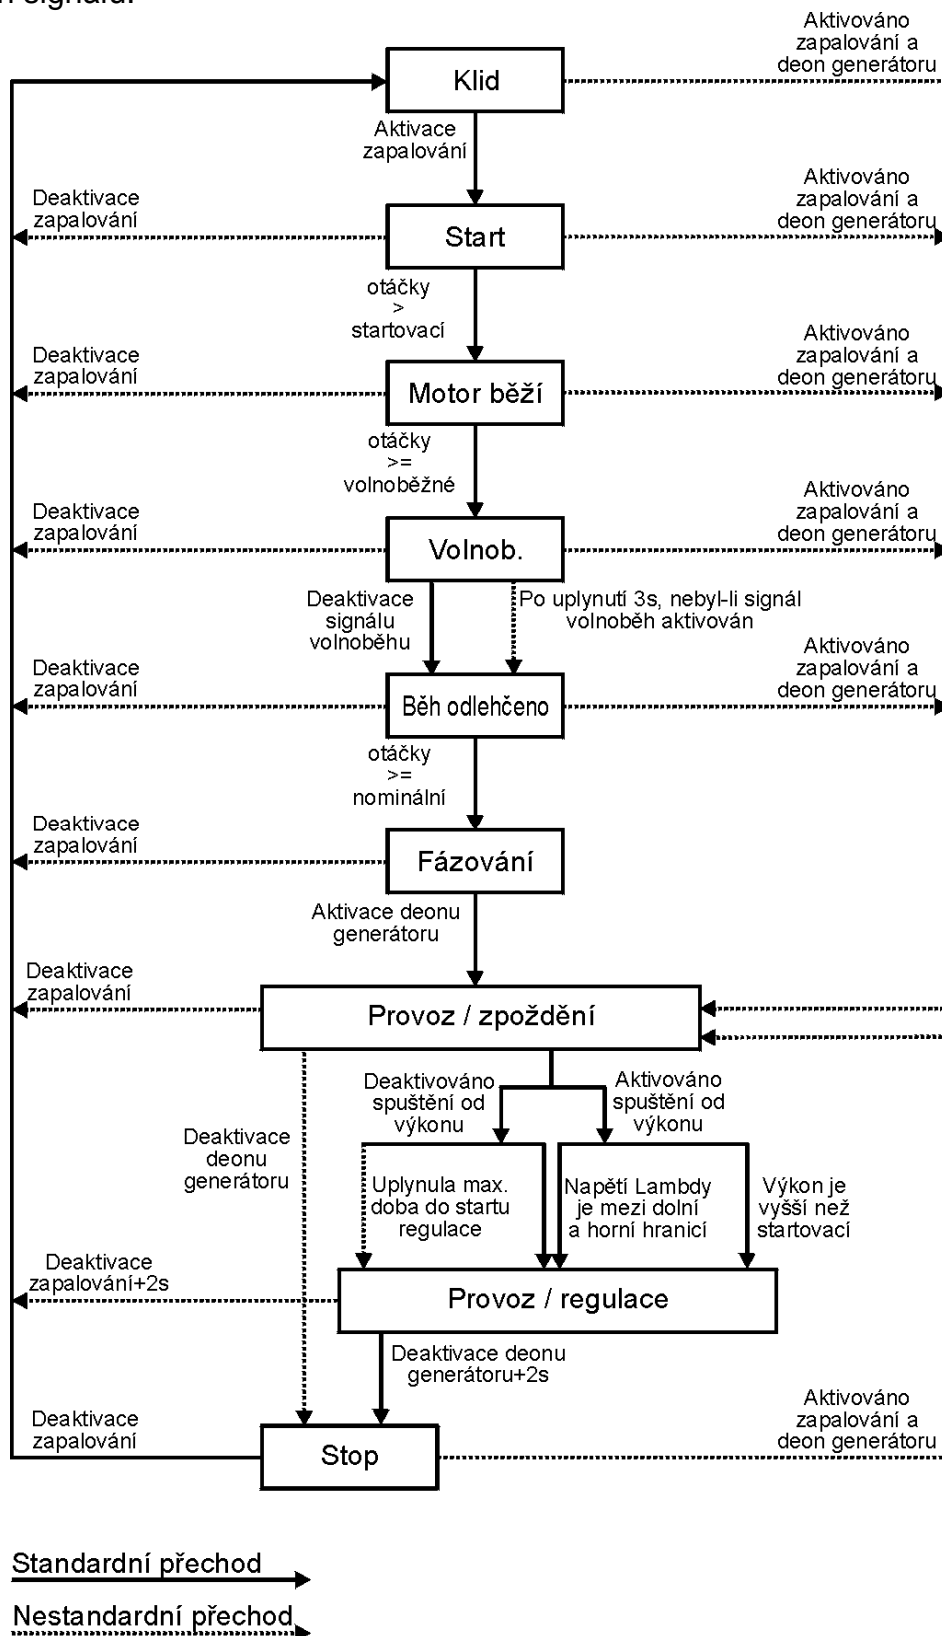 signálů.
Aktivováno
zapalování a
deon generátoru
Klid
Aktivace
zapalování
Deaktivace
zapalování
Aktivováno
zapalování a
deon generátoru
Start
otáčky
>
startovací
Deaktivace
zapalování
Aktivováno
zapalování a
deon generátoru
Motor běží
otáčky
>=
volnoběžné
Deaktivace
zapalování
Aktivováno
zapalování a
deon generátoru
Volnob.
Deaktivace
signálu
volnoběhu
Po uplynutí 3s, nebyl-li signál
volnoběh aktivován
Deaktivace
zapalování
Aktivováno
zapalování a
deon generátoru
Běh odlehčeno
otáčky
>=
nominální
Deaktivace
zapalování
Fázování
Aktivace deonu
generátoru
Deaktivace
zapalování
Provoz / zpoždění
Deaktivováno
spuštění od
výkonu
Aktivováno
spuštění od
výkonu
Deaktivace
deonu
generátoru
Uplynula max.
doba do startu
regulace
Napětí Lambdy
je mezi dolní
a horní hranicí
Výkon je
vyšší než
startovací
Deaktivace
zapalování+2s
Provoz / regulace
Deaktivace deonu
generátoru+2s
Deaktivace
zapalování
Aktivováno
zapalování a
deon generátoru
Stop
Standardní přechod
Nestandardní přechod